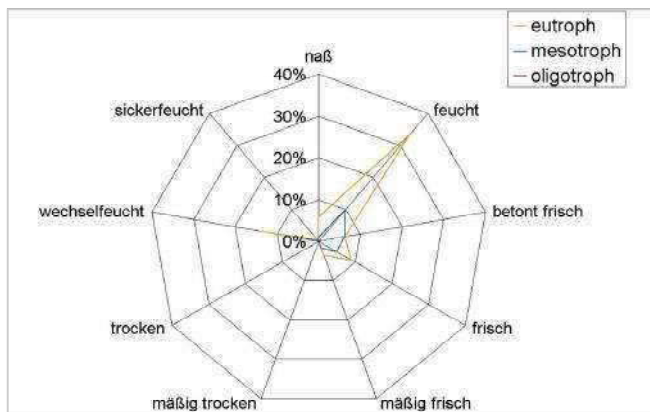 eutroph
mesotroph
oligotroph
naß
40%
30%
20%
10%
0%
feucht
betont frisch
frisch
mäßig frisch
mäßig trocken
trocken
wechselfeucht
sickerfeucht